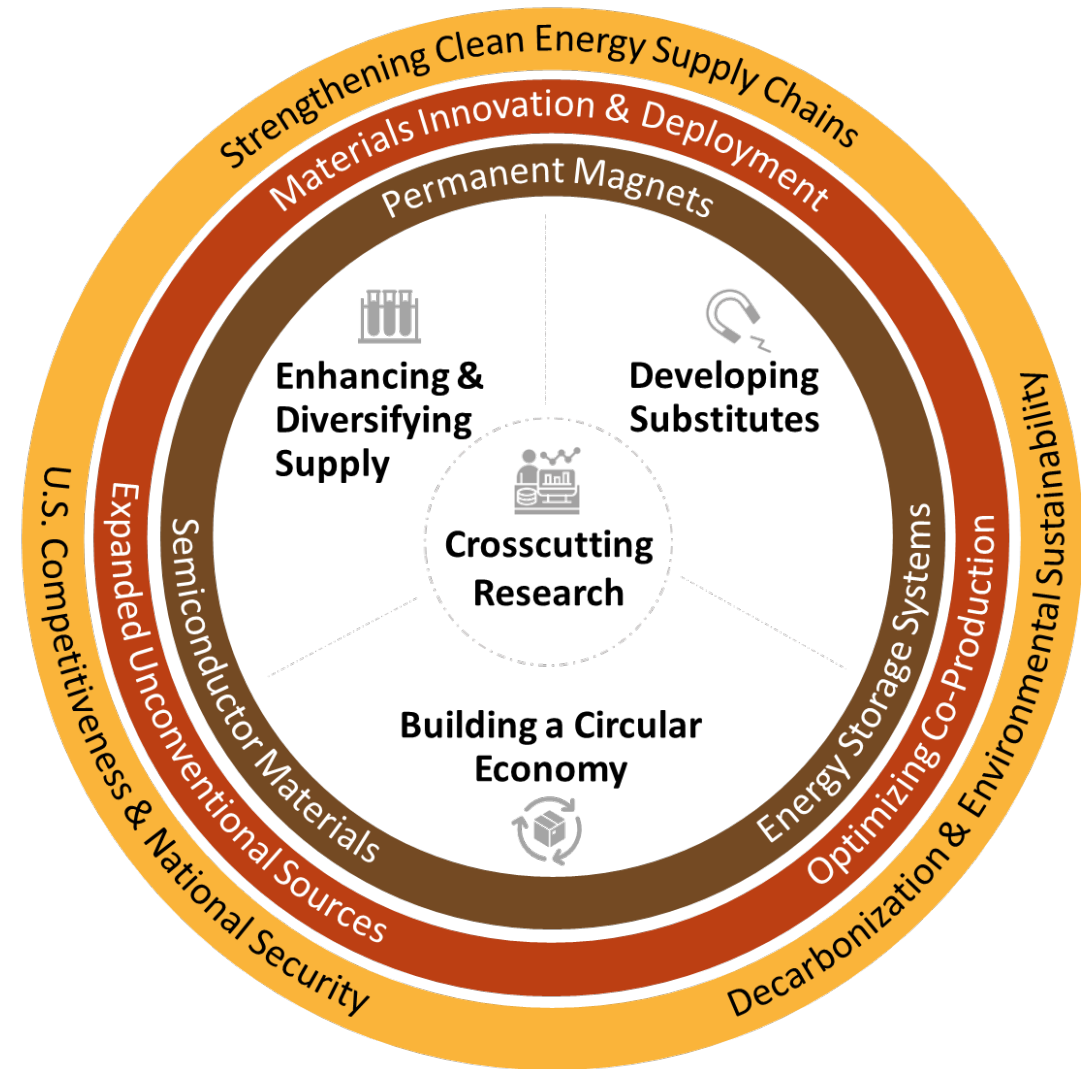 Strengthening Clean Energy Supply Chains
Materials Innovation & Deployment
Permanent Magnets
Enhancing &
Diversifying
Supply
Developing
Substitutes
Crosscutting
Research
Building a Circular
Economy
Semiconductor Materials
Energy Storage Systems
Expanded Unconventional Sources
Optimizing Co-Production
U.S. Competitiveness & National Security
Decarbonization & Environmental Sustainability